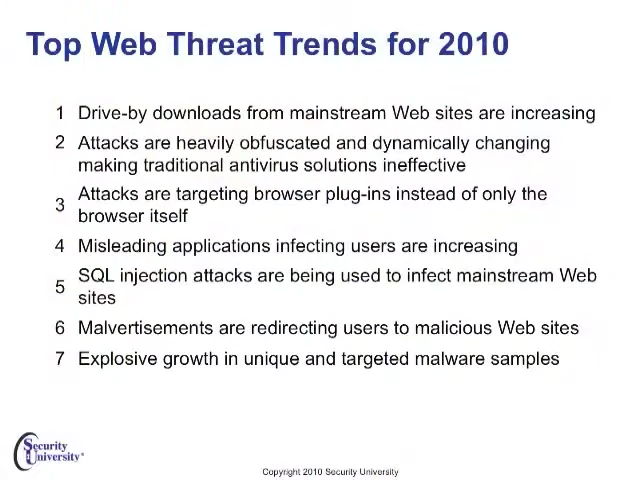 Top Web Threat Trends for 2010
1 Drive-by downloads from mainstream Web sites are increasing
2 Attacks are heavily obfuscated and dynamically changing
making traditional antivirus solutions ineffective
3 Attacks are targeting browser plug-ins instead of only the
browser itself
4 Misleading applications infecting users are increasing
5 SQL injection attacks are being used to infect mainstream Web
sites
6 Malvertisements are redirecting users to malicious Web sites
7 Explosive growth in unique and targeted malware samples
Security
University
Copyright 2010 Security University